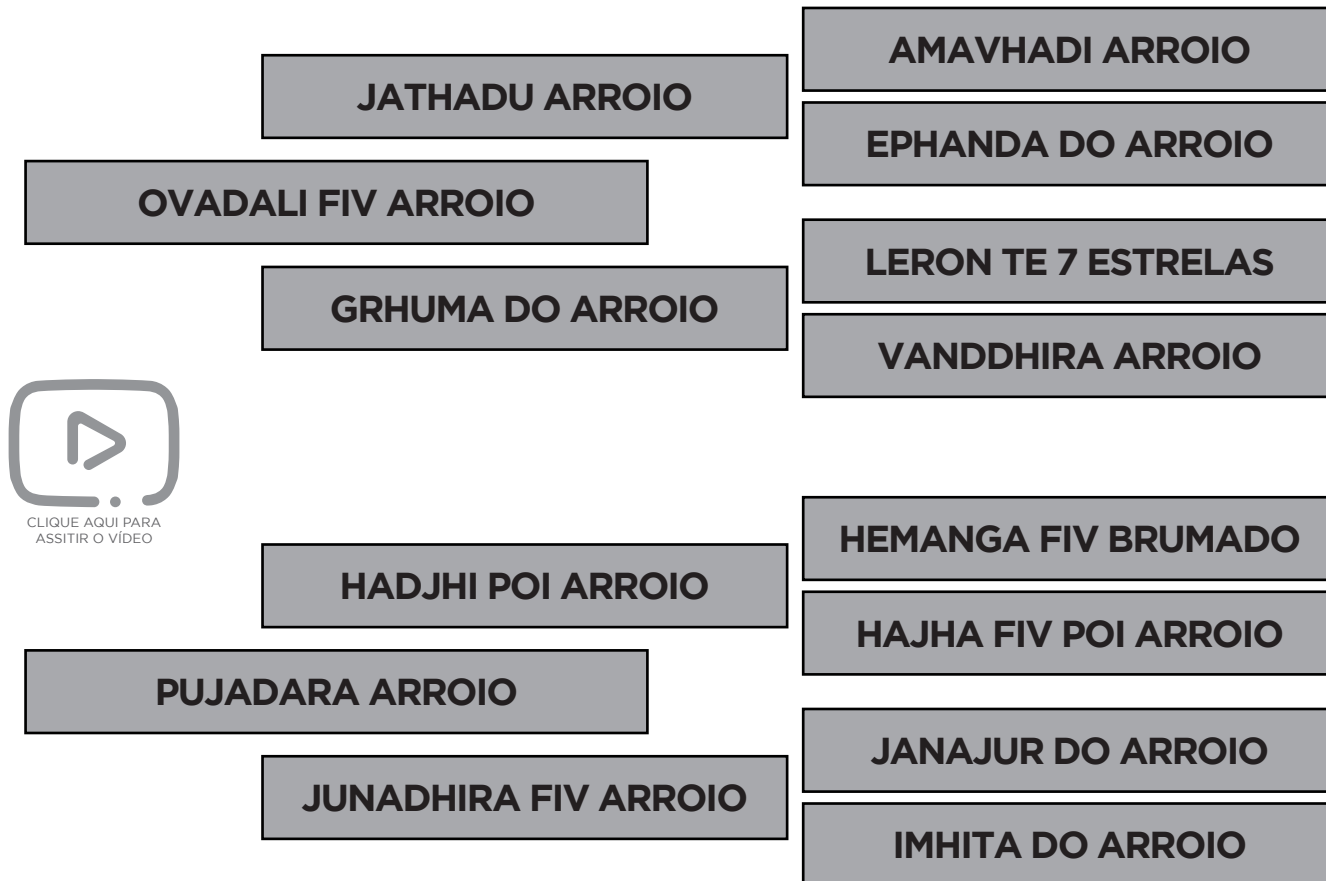 AMAVHADI ARROIO
JATHADU ARROIO
EPHANDA DO ARROIO
OVADALI FIV ARROIO
LERON TE 7 ESTRELAS
GRHUMA DO ARROIO
VANDDHIRA ARROIO
CLIQUE AQUI PARA
ASSITIR O VÍDEO
HEMANGA FIV BRUMADO
HADJHI POI ARROIO
HAJHA FIV POI ARROIO
PUJADARA ARROIO
JANAJUR DO ARROIO
JUNADHIRA FIV ARROIO
IMHITA DO ARROIO